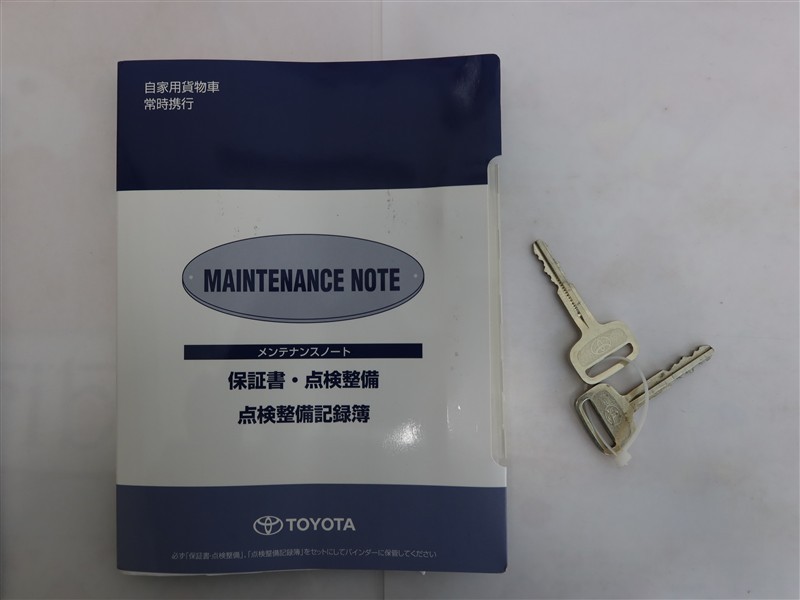 自家用貨物車
常時携行
MAINTENANCE NOTE
メンテナンスノート
保証書・点検整備
点検整備記録簿
TOYOTA
必ず「保証書・点検整備」、「点検整備記録簿」をセットにしてバインダーに保管してください